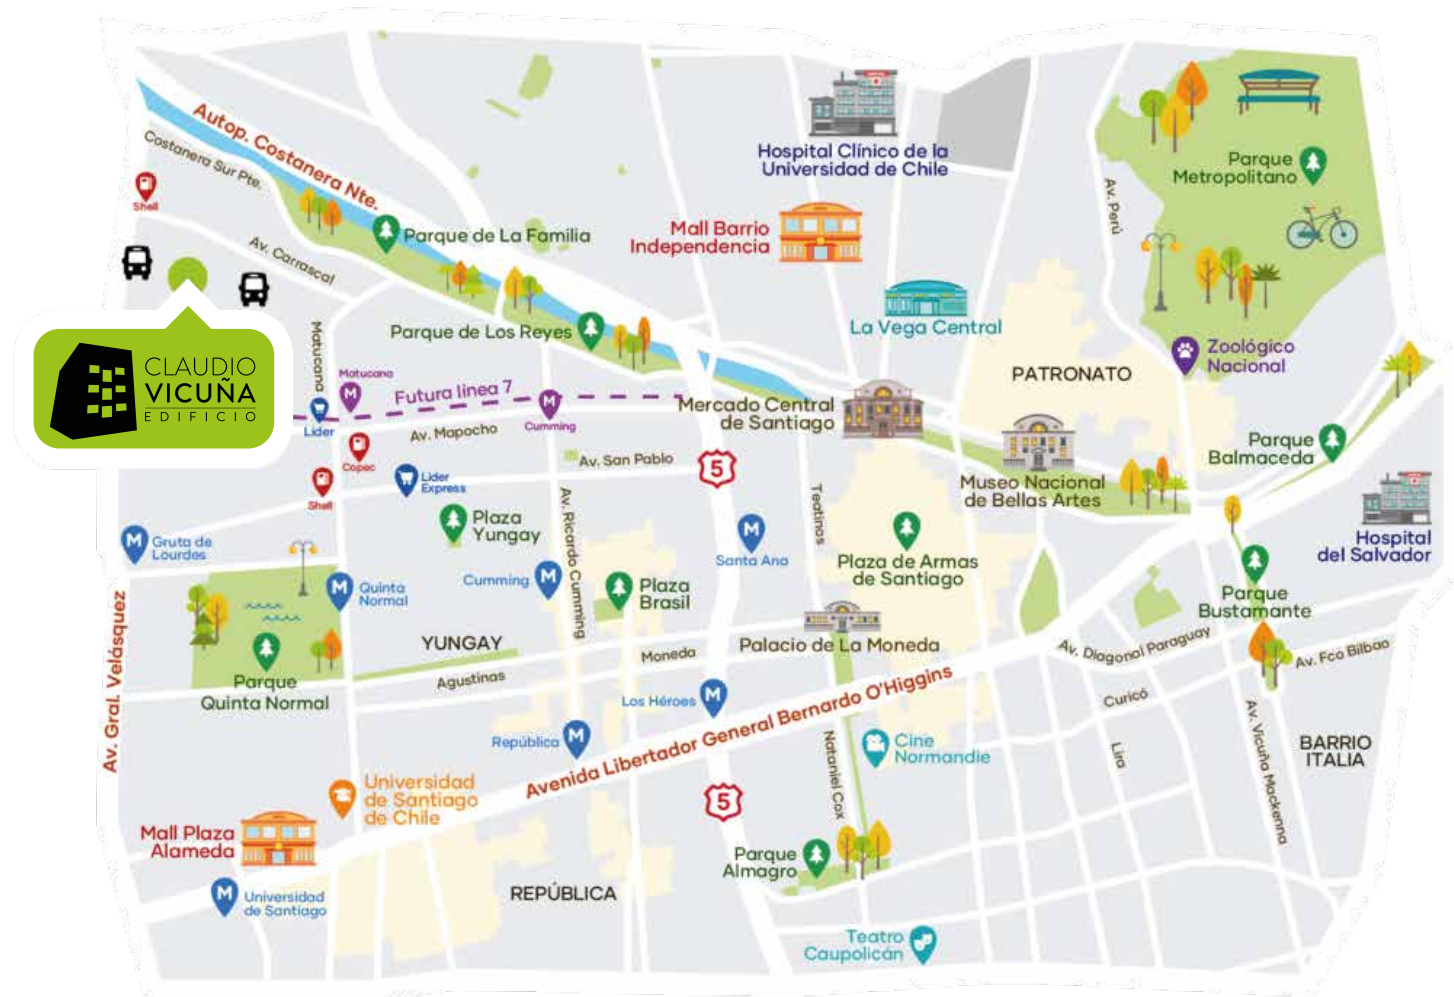 Autop. Costanera Nte.
Costanera Sur Pte.
Shell
Av. Carrascal
Parque de La Familia
Hospital Clínico de la
Universidad de Chile
Mall Barrio
Independencia
La Vega Central
Av. Perú
Parque
Metropolitano
Zoológico
Nacional
CLAUDIO
VICUÑA
EDIFICIO
Matucana
Matucana
Lider
Futura línea 7
Parque de Los Reyes
Cumming
Av. Mapocho
Copec
Shell
Lider
Express
Av. San Pablo
Mercado Central
de Santiago
PATRONATO
Museo Nacional
de Bellas Artes
Parque
Balmaceda
Hospital
del Salvador
5
M
Gruta de
Lourdes
M
Quinta
Normal
Plaza
Yungay
M
Cumming
Av. Ricardo Cumming
Plaza
Brasil
M
Santa Ana
Teatinos
Plaza de Armas
de Santiago
Parque
Bustamante
Av. Gral. Velásquez
Parque
Quinta Normal
YUNGAY
Agustinas
Moneda
Palacio de La Moneda
Av. Diagonal Paraguay
Av. Fco Bilbao
Curicó
Lira
Av. Vicuña Mackenna
BARRIO
ITALIA
M
Los Héroes
M
República
Avenida Libertador General Bernardo O'Higgins
Nataniel Cox
Cine
Normandie
5
Universidad
de Santiago
de Chile
Mall Plaza
Alameda
M
Universidad
de Santiago
REPÚBLICA
Parque
Almagro
Teatro
Caupolicán
M
M